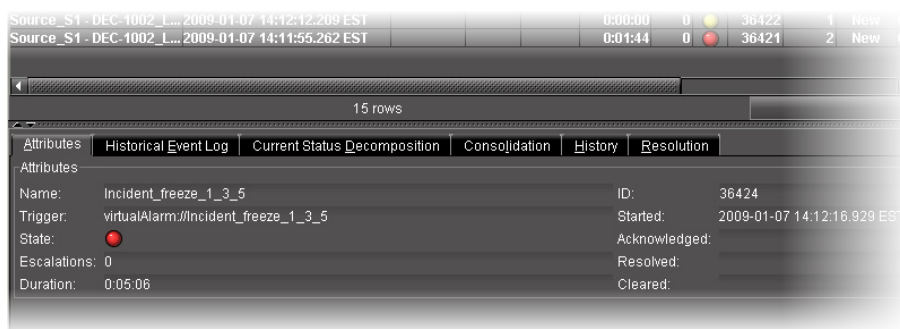 Source_S1 - DEC-1002_L... 2009-01-07 14:12:12.209 EST 0:00:00 0 36422 1 New
Source_S1 - DEC-1002_L... 2009-01-07 14:11:55.262 EST 0:01:44 0 36421 2 New
15 rows
Attributes Historical Event Log Current Status Decomposition Consolidation History Resolution
Attributes
Name: Incident_freeze_1_3_5 ID: 36424
Trigger: virtualAlarm://Incident_freeze_1_3_5 Started: 2009-01-07 14:12:16.929 EST
State: Acknowledged:
Escalations: 0 Resolved:
Duration: 0:05:06 Cleared: